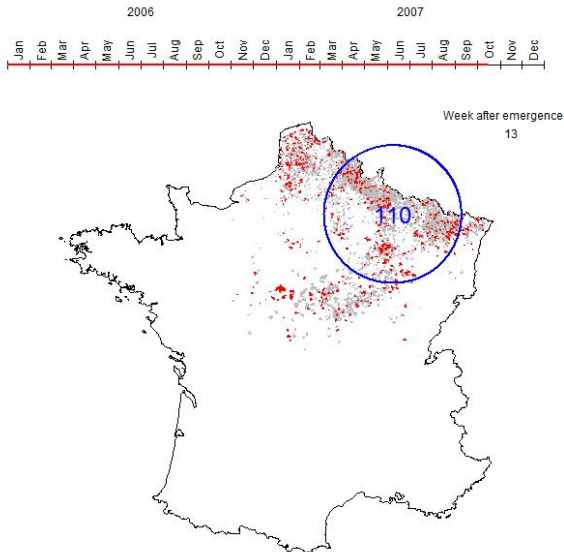 2006 2007
Jan Feb Mar Apr May Jun Jul Aug Sep Oct Nov Dec Jan Feb Mar Apr May Jun Jul Aug Sep Oct Nov Dec
Week after emergence
13
110